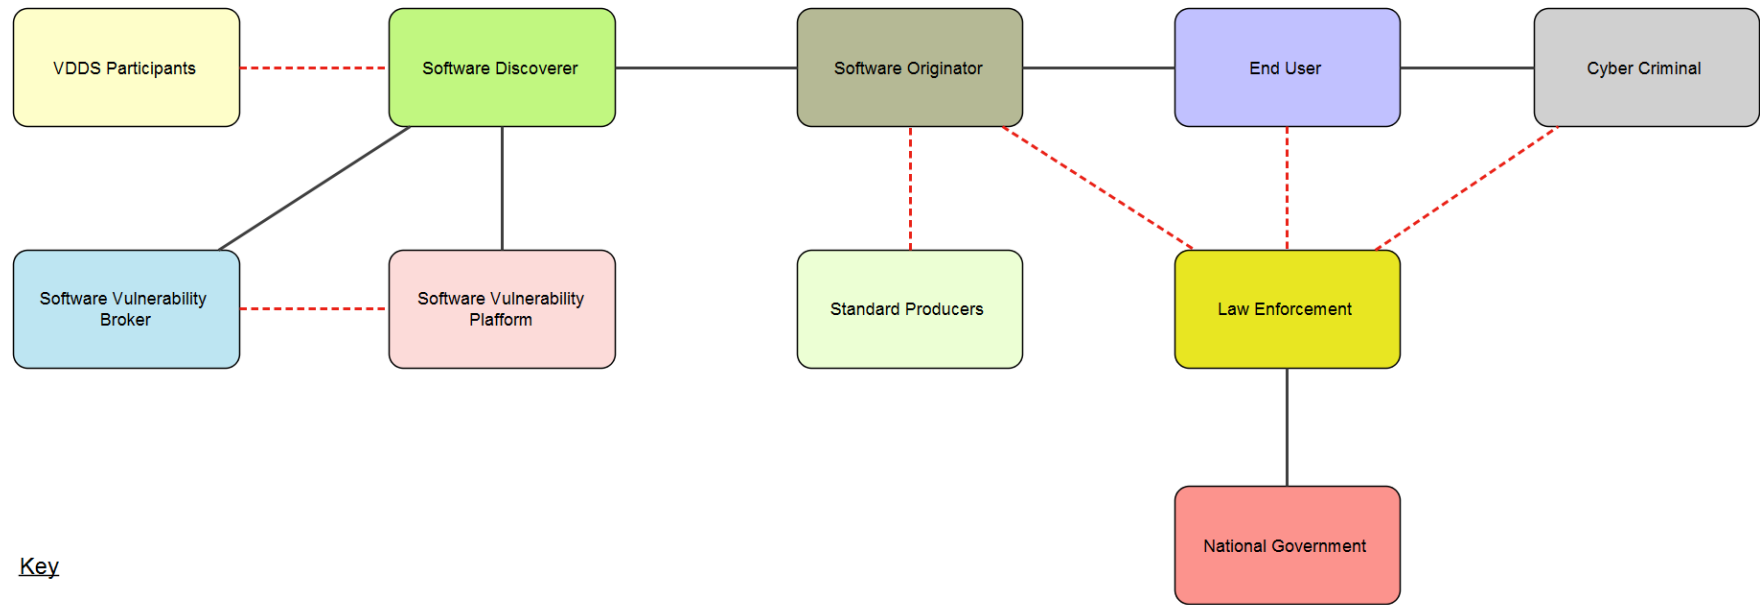 VDDS Participants
Software Discoverer
Software Originator
End User
Cyber Criminal
Software Vulnerability
Broker
Software Vulnerability
Plafform
Standard Producers
Law Enforcement
National Government
Key